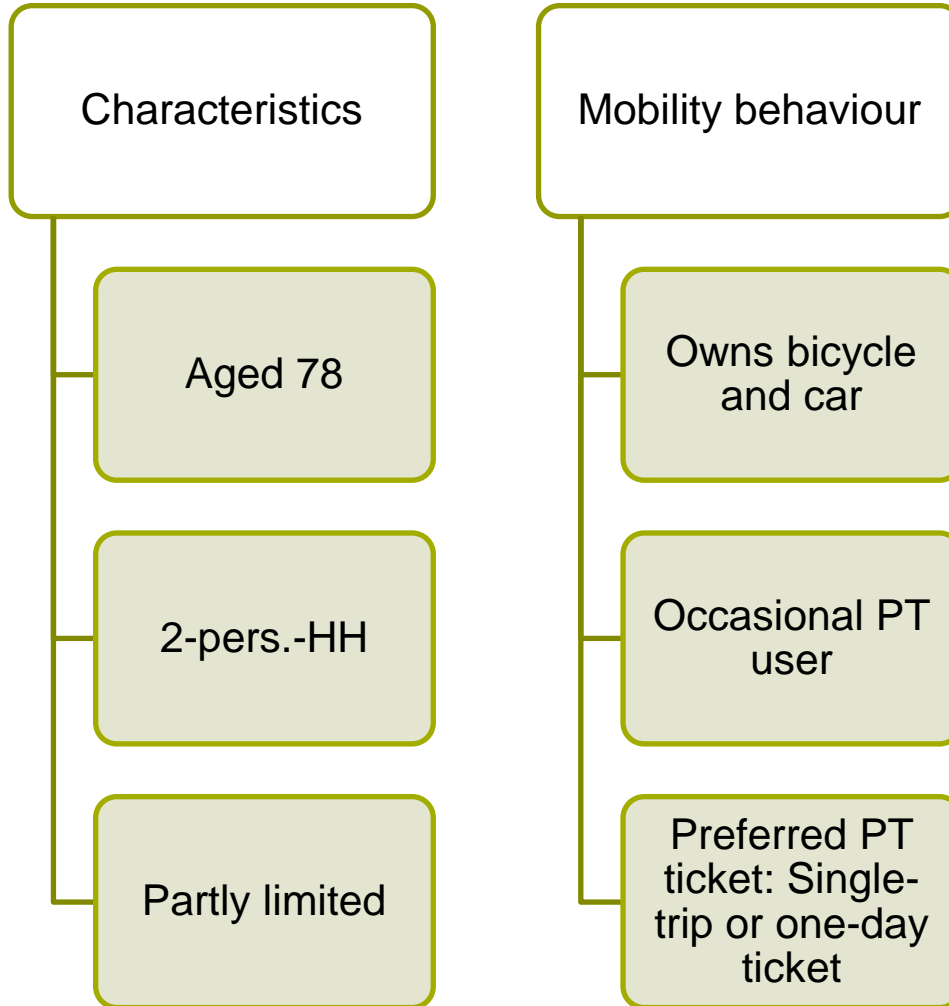 Characteristics
Aged 78
2-pers.-HH
Partly limited
Mobility behaviour
Owns bicycle
and car
Occasional PT
user
Preferred PT
ticket: Single-
trip or one-day
ticket